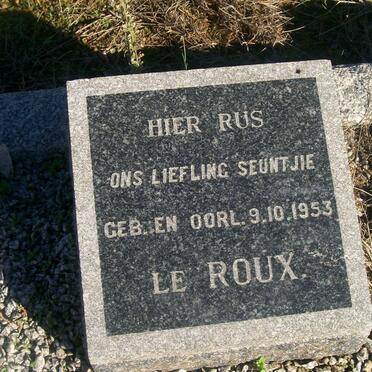 HIER RUS
ONS LIEFLING SEUNTJIE
GEB. EN OORL. 9.10.1953
LE ROUX.